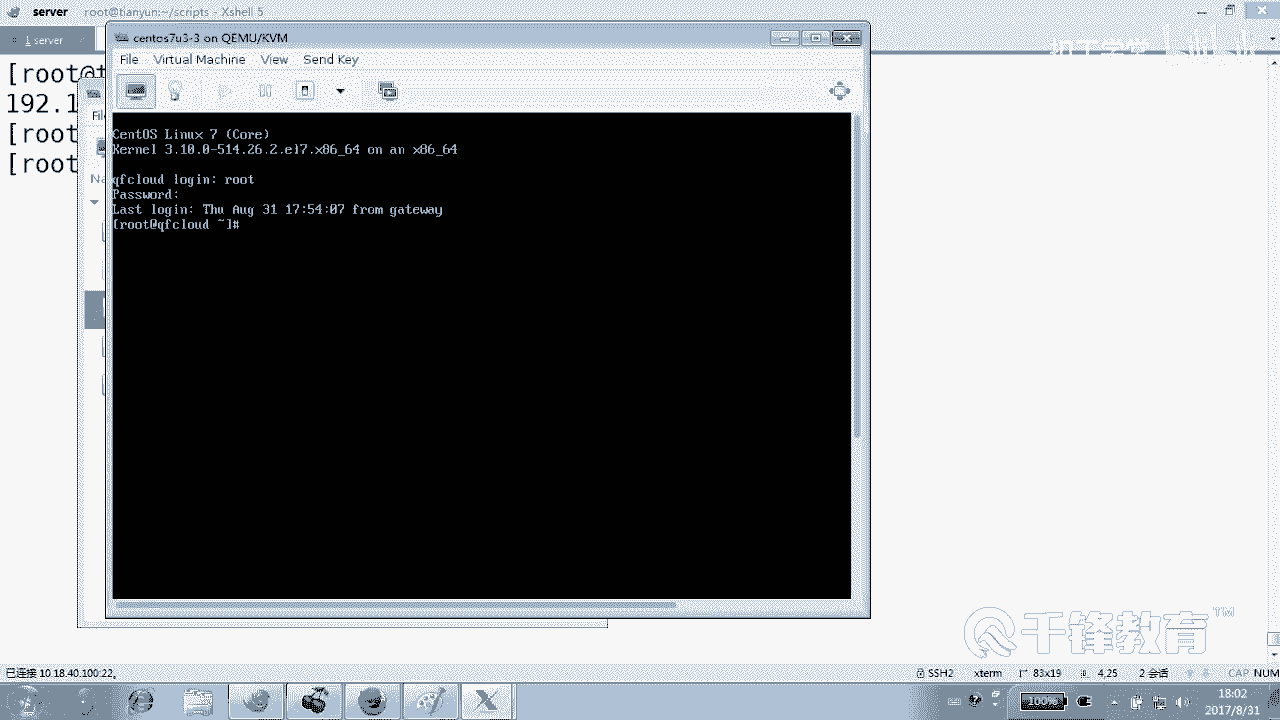 server root@tianyun:~/scripts - Xshell 5
1 server
[root@t
192.1
[root
[root
centos7u3-3 on QEMU/KVM
File Virtual Machine View Send Key
CentOS Linux 7 (Core)
Kernel 3.10.0-514.26.2.el7.x86_64 on an x86_64
qfcloud login: root
Password:
Last login: Thu Aug 31 17:54:07 from gateway
[root@qfcloud ~]#
千锋教育™
已连接 10.18.40.100:22。
SSH2 xterm 83x19 4,25 2 会话 CAP NUM
100%
18:02
2017/8/31